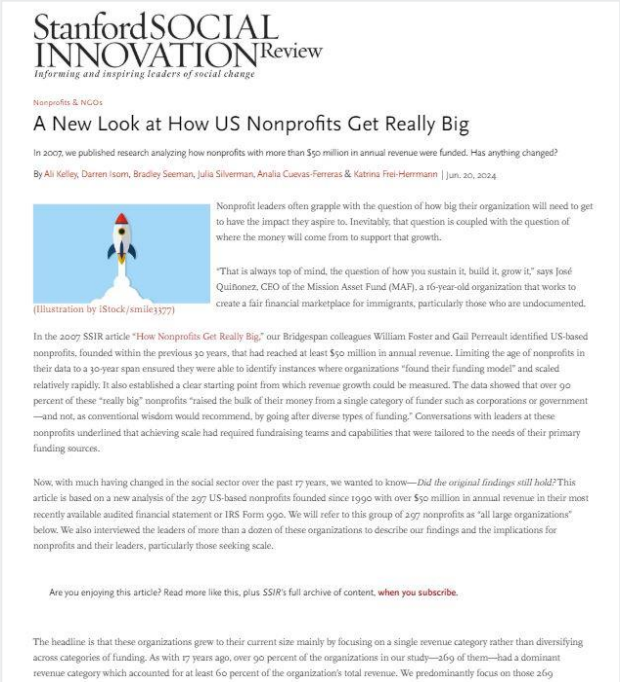 Stanford SOCIAL
INNOVATION Review
Informing and inspiring leaders of social change
Nonprofits & NGOs
A New Look at How US Nonprofits Get Really Big
In 2007, we published research analyzing how nonprofits with more than $50 million in annual revenue were funded. Has anything changed?
By Ali Kelley, Darren Isom, Bradley Seeman, Julia Silverman, Analia Cuevas-Ferreras & Katrina Frei-Herrmann | Jun. 20, 2024
Nonprofit leaders often grapple with the question of how big their organization will need to get
to have the impact they aspire to. Inevitably, that question is coupled with the question of
where the money will come from to support that growth.
"That is always top of mind, the question of how you sustain it, build it, grow it," says José
Quiñonez, CEO of the Mission Asset Fund (MAF), a 16-year-old organization that works to
create a fair financial marketplace for immigrants, particularly those who are undocumented.
(Illustration by iStock/smile3377)
In the 2007 SSIR article "How Nonprofits Get Really Big," our Bridgespan colleagues William Foster and Gail Perreault identified US-based
nonprofits, founded within the previous 30 years, that had reached at least $50 million in annual revenue. Limiting the age of nonprofits in
their data to a 30-year span ensured they were able to identify instances where organizations "found their funding model" and scaled
relatively rapidly. It also established a clear starting point from which revenue growth could be measured. The data showed that over 90
percent of these "really big" nonprofits "raised the bulk of their money from a single category of funder such as corporations or government
—and not, as conventional wisdom would recommend, by going after diverse types of funding." Conversations with leaders at these
nonprofits underlined that achieving scale had required fundraising teams and capabilities that were tailored to the needs of their primary
funding sources.
Now, with much having changed in the social sector over the past 17 years, we wanted to know—Did the original findings still hold? This
article is based on a new analysis of the 297 US-based nonprofits founded since 1990 with over $50 million in annual revenue in their most
recently available audited financial statement or IRS Form 990. We will refer to this group of 297 nonprofits as "all large organizations"
below. We also interviewed the leaders of more than a dozen of these organizations to describe our findings and the implications for
nonprofits and their leaders, particularly those seeking scale.
Are you enjoying this article? Read more like this, plus SSIR's full archive of content, when you subscribe.
The headline is that these organizations grew to their current size mainly by focusing on a single revenue category rather than diversifying
across categories of funding. As with 17 years ago, over 90 percent of the organizations in our study—269 of them—had a dominant
revenue category which accounted for at least 60 percent of the organization's total revenue. We predominantly focus on those 269